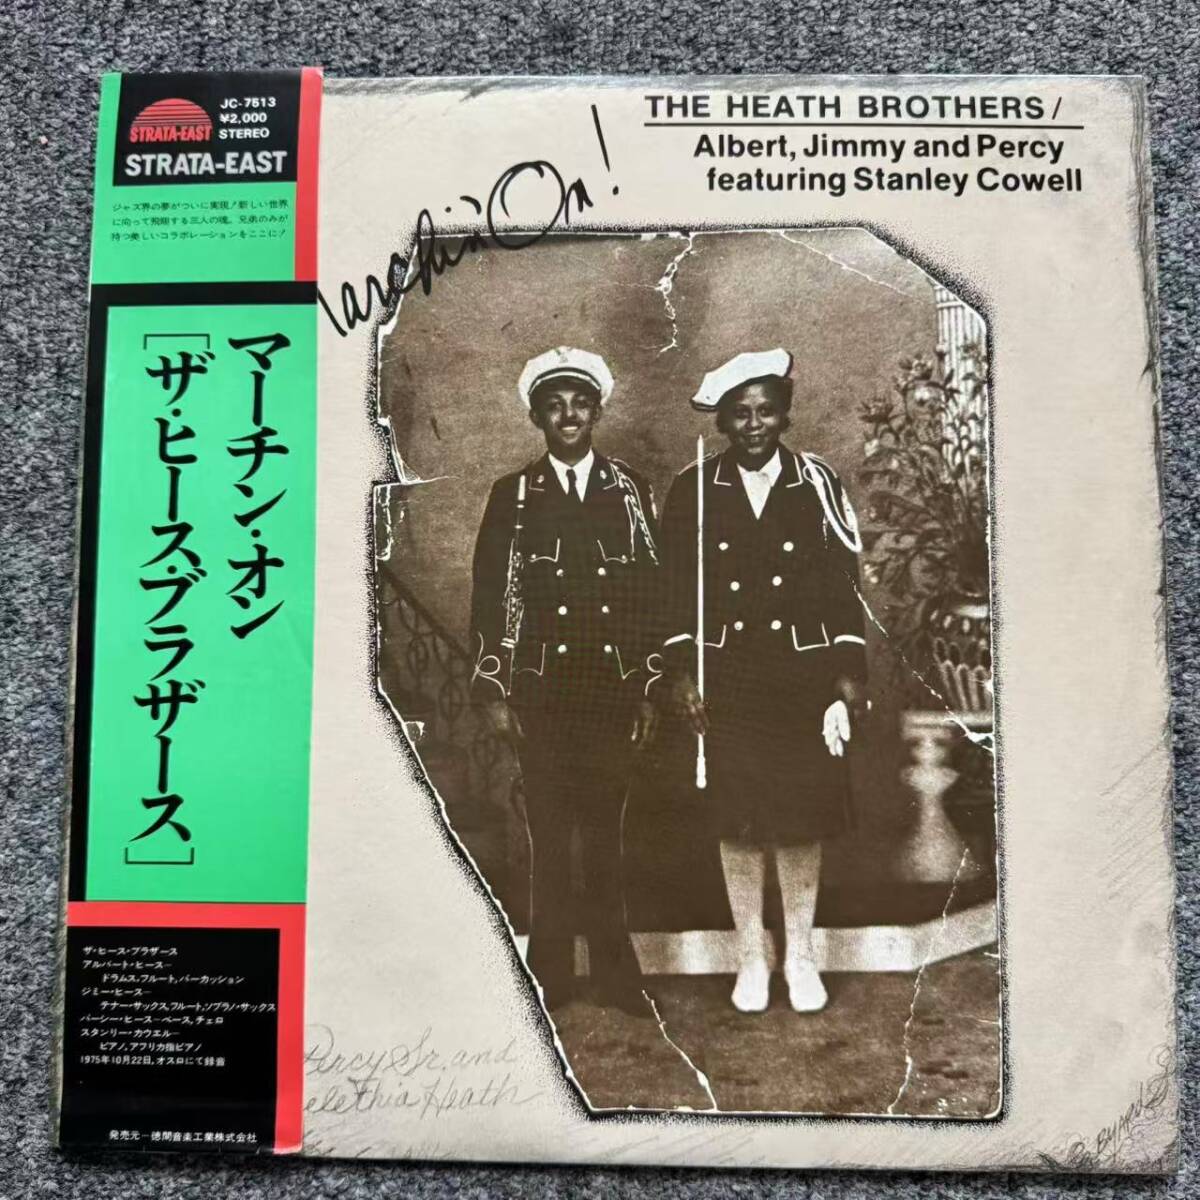 STRATA-EAST
JC-7513
¥2,000
STEREO
STRATA-EAST
ジャズ界の夢がついに実現!新しい世界
に向って飛翔する三人の魂。兄弟のみが
持つ美しいコラボレーションをここに!
マーチン・オン
[ザ・ヒース・ブラザース]
ザ・ヒース・ブラザース
アルバート・ヒース—
ドラムス,フルート,パーカッション
ジミー・ヒース—
テナー・サックス,フルート,ソプラノ・サックス
パーシー・ヒース—ベース,チェロ
スタンリー・カウエル—
ピアノ,アフリカ指ピアノ
1975年10月22日,オスロにて録音
発売元—徳間音楽工業株式会社
THE HEATH BROTHERS/
Albert, Jimmy and Percy
featuring Stanley Cowell
archin' On!
Percy Sr. and
elethia Heath